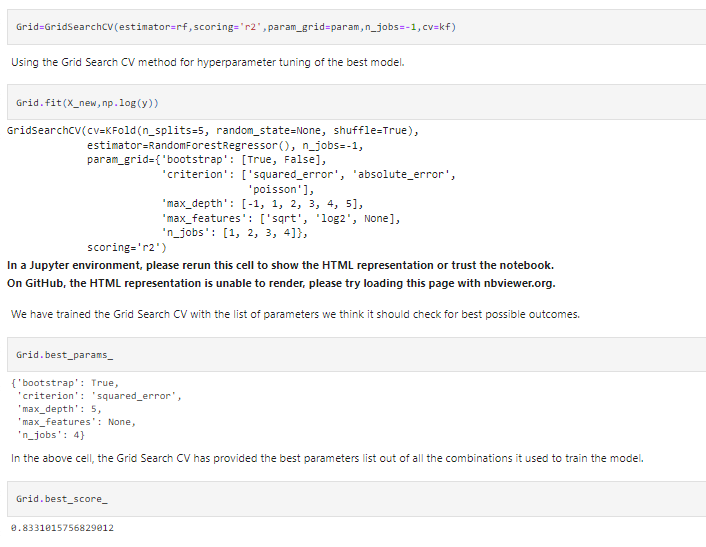 Grid=GridSearchCV(estimator=rf,scoring='r2',param_grid=param,n_jobs=-1,cv=kf)
Using the Grid Search CV method for hyperparameter tuning of the best model.
Grid.fit(X_new,np.log(y))
GridSearchCV(cv=KFold(n_splits=5, random_state=None, shuffle=True),
estimator=RandomForestRegressor(), n_jobs=-1,
param_grid={'bootstrap': [True, False],
'criterion': ['squared_error', 'absolute_error',
'poisson'],
'max_depth': [-1, 1, 2, 3, 4, 5],
'max_features': ['sqrt', 'log2', None],
'n_jobs': [1, 2, 3, 4]},
scoring='r2')
In a Jupyter environment, please rerun this cell to show the HTML representation or trust the notebook.
On GitHub, the HTML representation is unable to render, please try loading this page with nbviewer.org.
We have trained the Grid Search CV with the list of parameters we think it should check for best possible outcomes.
Grid.best_params_
{'bootstrap': True,
'criterion': 'squared_error',
'max_depth': 5,
'max_features': None,
'n_jobs': 4}
In the above cell, the Grid Search CV has provided the best parameters list out of all the combinations it used to train the model.
Grid.best_score_
0.8331015756829012